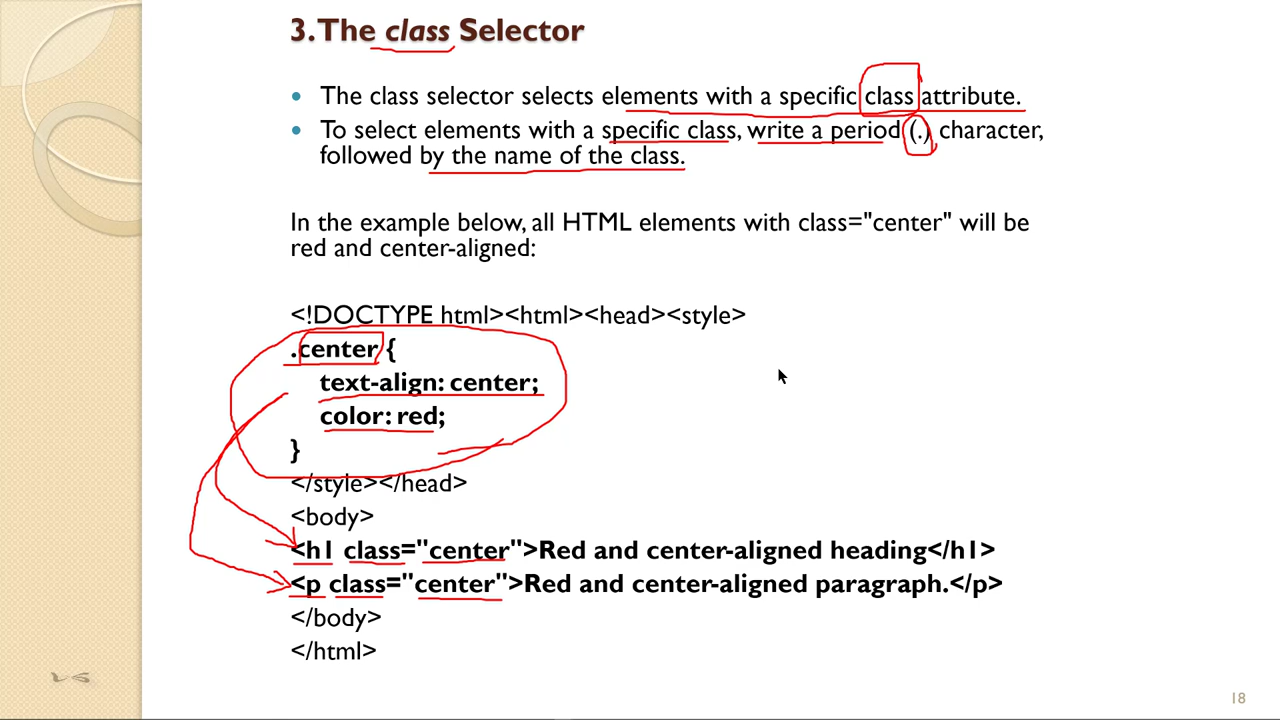 3. The class Selector
• The class selector selects elements with a specific class attribute.
• To select elements with a specific class, write a period (.) character,
followed by the name of the class.
In the example below, all HTML elements with class="center" will be
red and center-aligned:
<!DOCTYPE html><html><head><style>
.center {
text-align: center;
color: red;
}
</style></head>
<body>
<h1 class="center">Red and center-aligned heading</h1>
<p class="center">Red and center-aligned paragraph.</p>
</body>
</html>
18